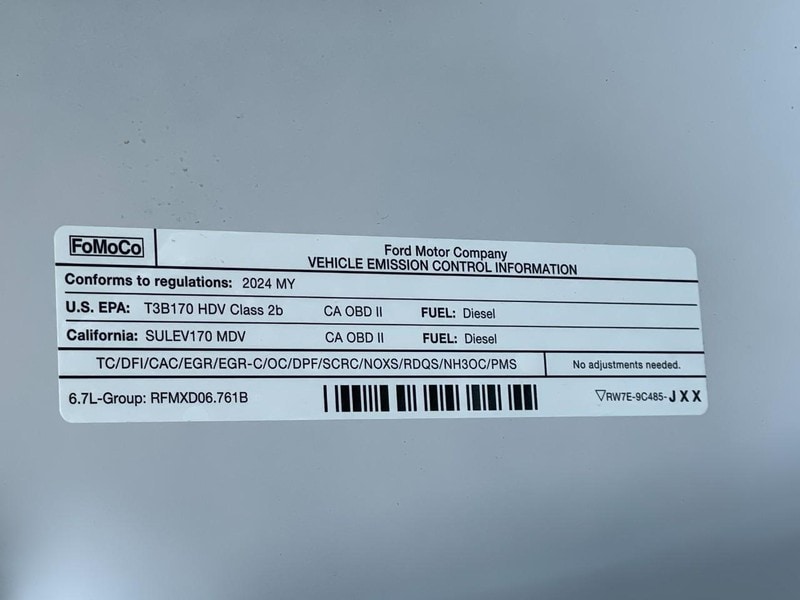 FoMoCo
Ford Motor Company
VEHICLE EMISSION CONTROL INFORMATION
Conforms to regulations: 2024 MY
U.S. EPA: T3B170 HDV Class 2b CA OBD II FUEL: Diesel
California: SULEV170 MDV CA OBD II FUEL: Diesel
TC/DFI/CAC/EGR/EGR-C/OC/DPF/SCRC/NOXS/RDQS/NH3OC/PMS No adjustments needed.
6.7L-Group: RFMXD06.761B ▽RW7E-9C485-JXX